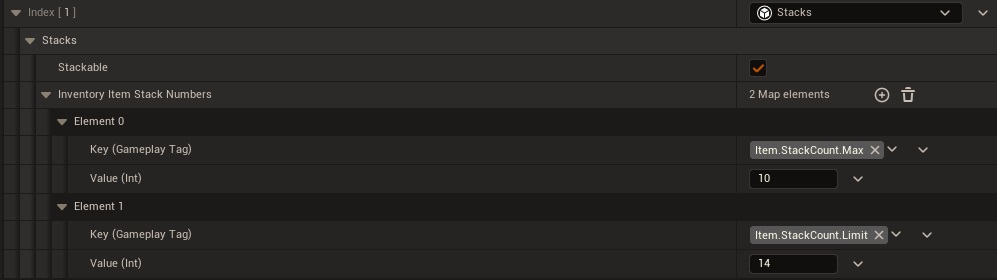 Index [ 1 ] Stacks
Stacks
Stackable
Inventory Item Stack Numbers 2 Map elements
Element 0
Key (Gameplay Tag) Item.StackCount.Max
Value (Int) 10
Element 1
Key (Gameplay Tag) Item.StackCount.Limit
Value (Int) 14